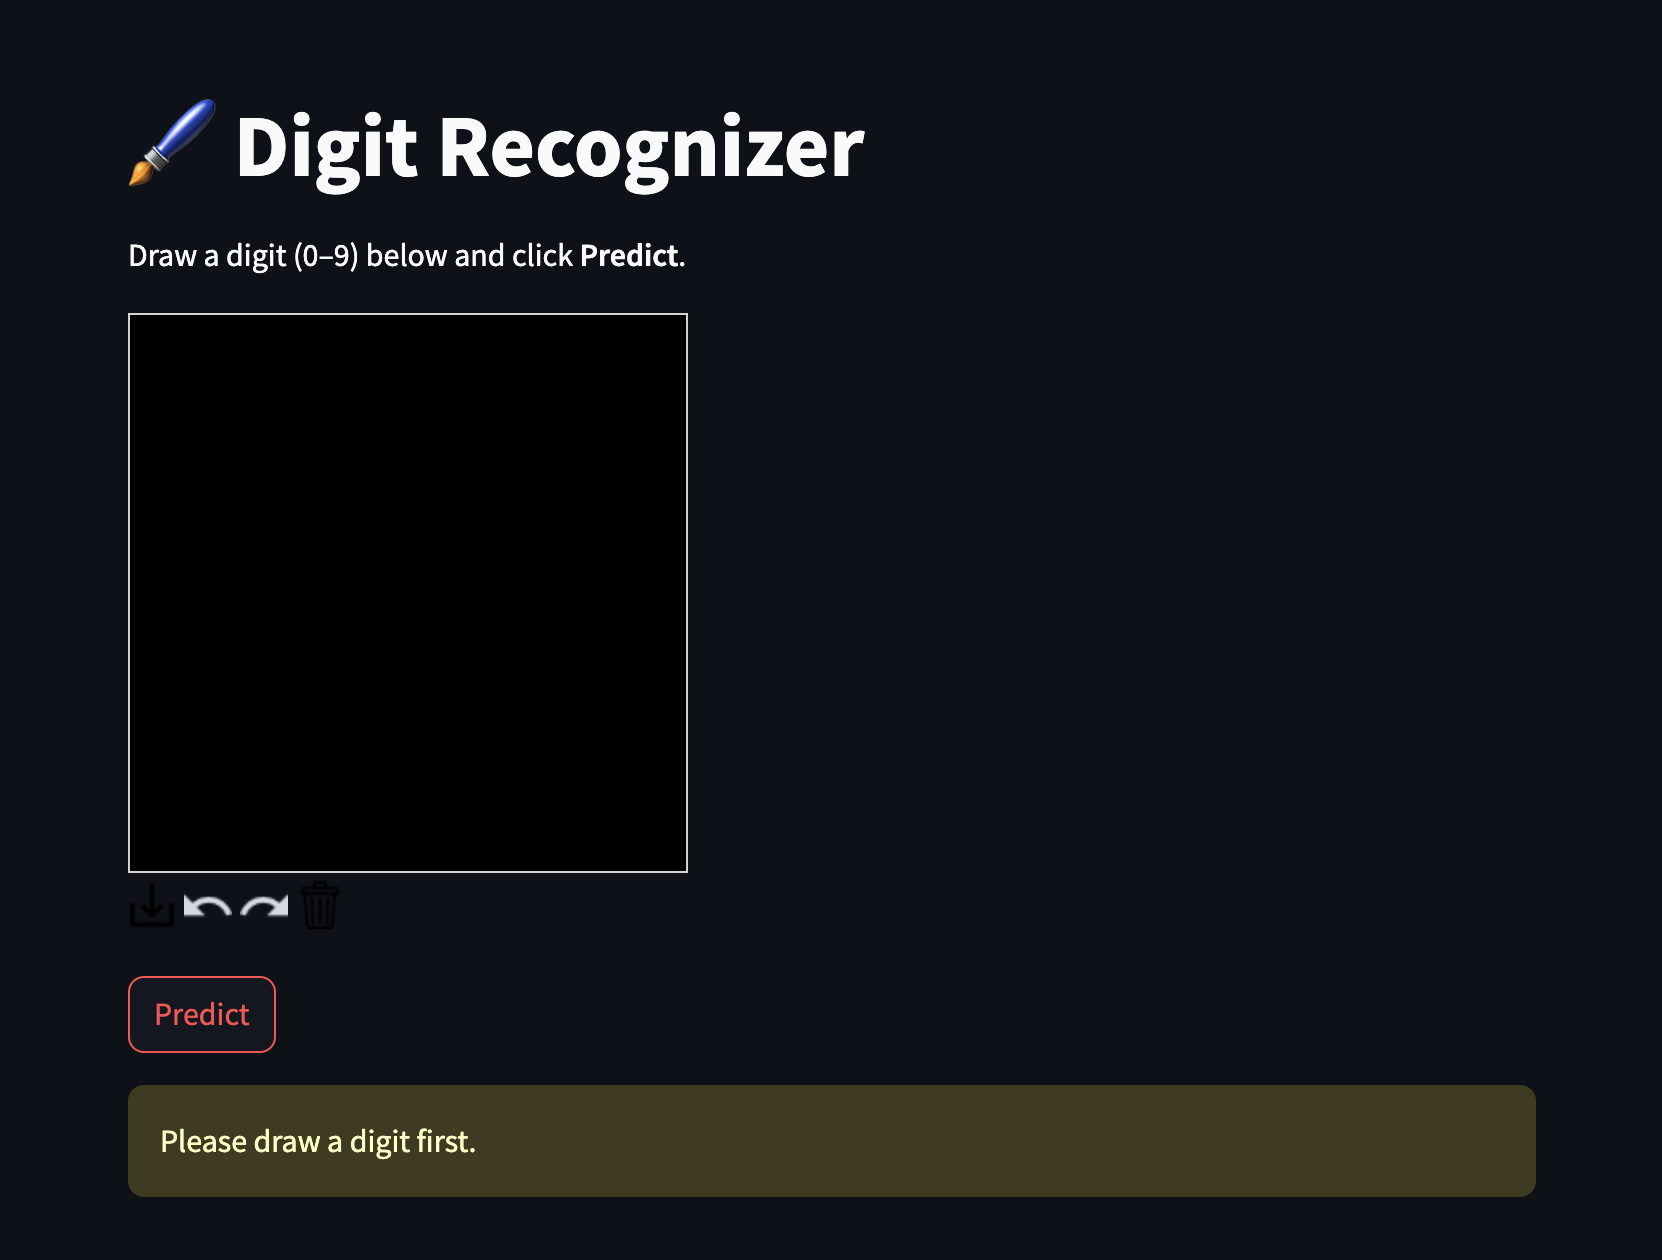 Digit Recognizer
Draw a digit (0–9) below and click Predict.
Predict
Please draw a digit first.